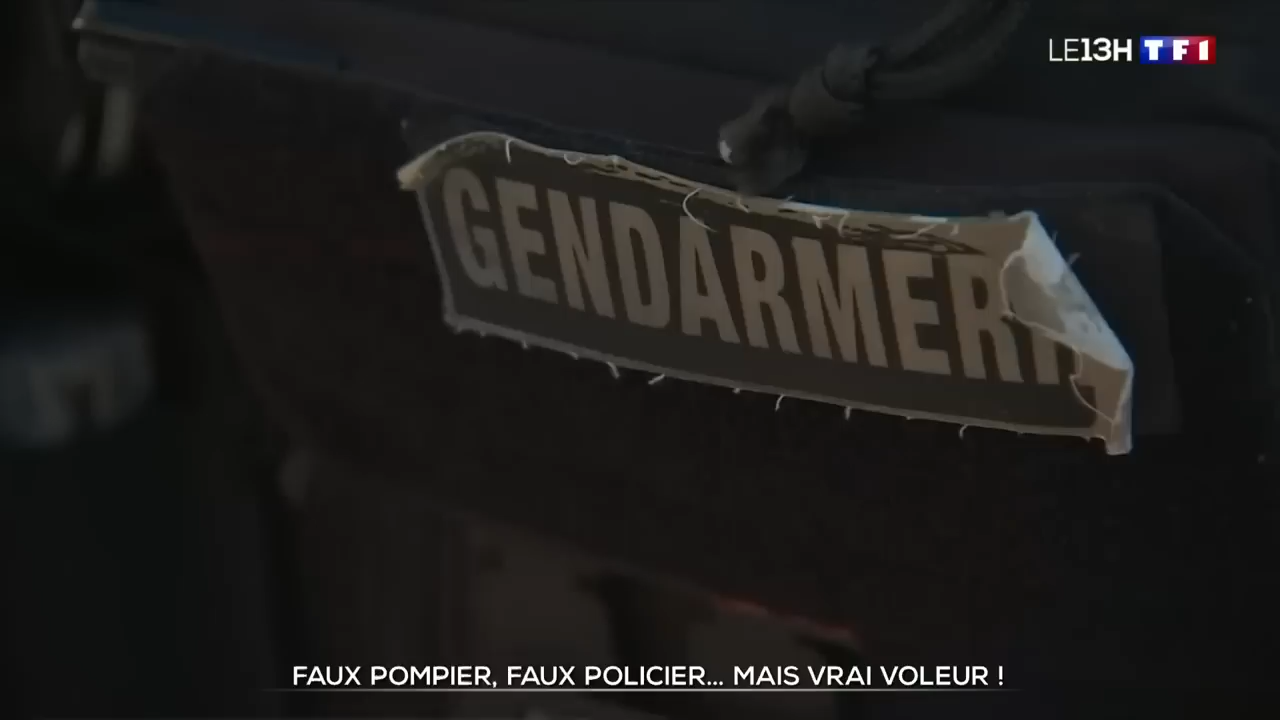 LE13H TF1
GENDARMERI
FAUX POMPIER, FAUX POLICIER... MAIS VRAI VOLEUR !